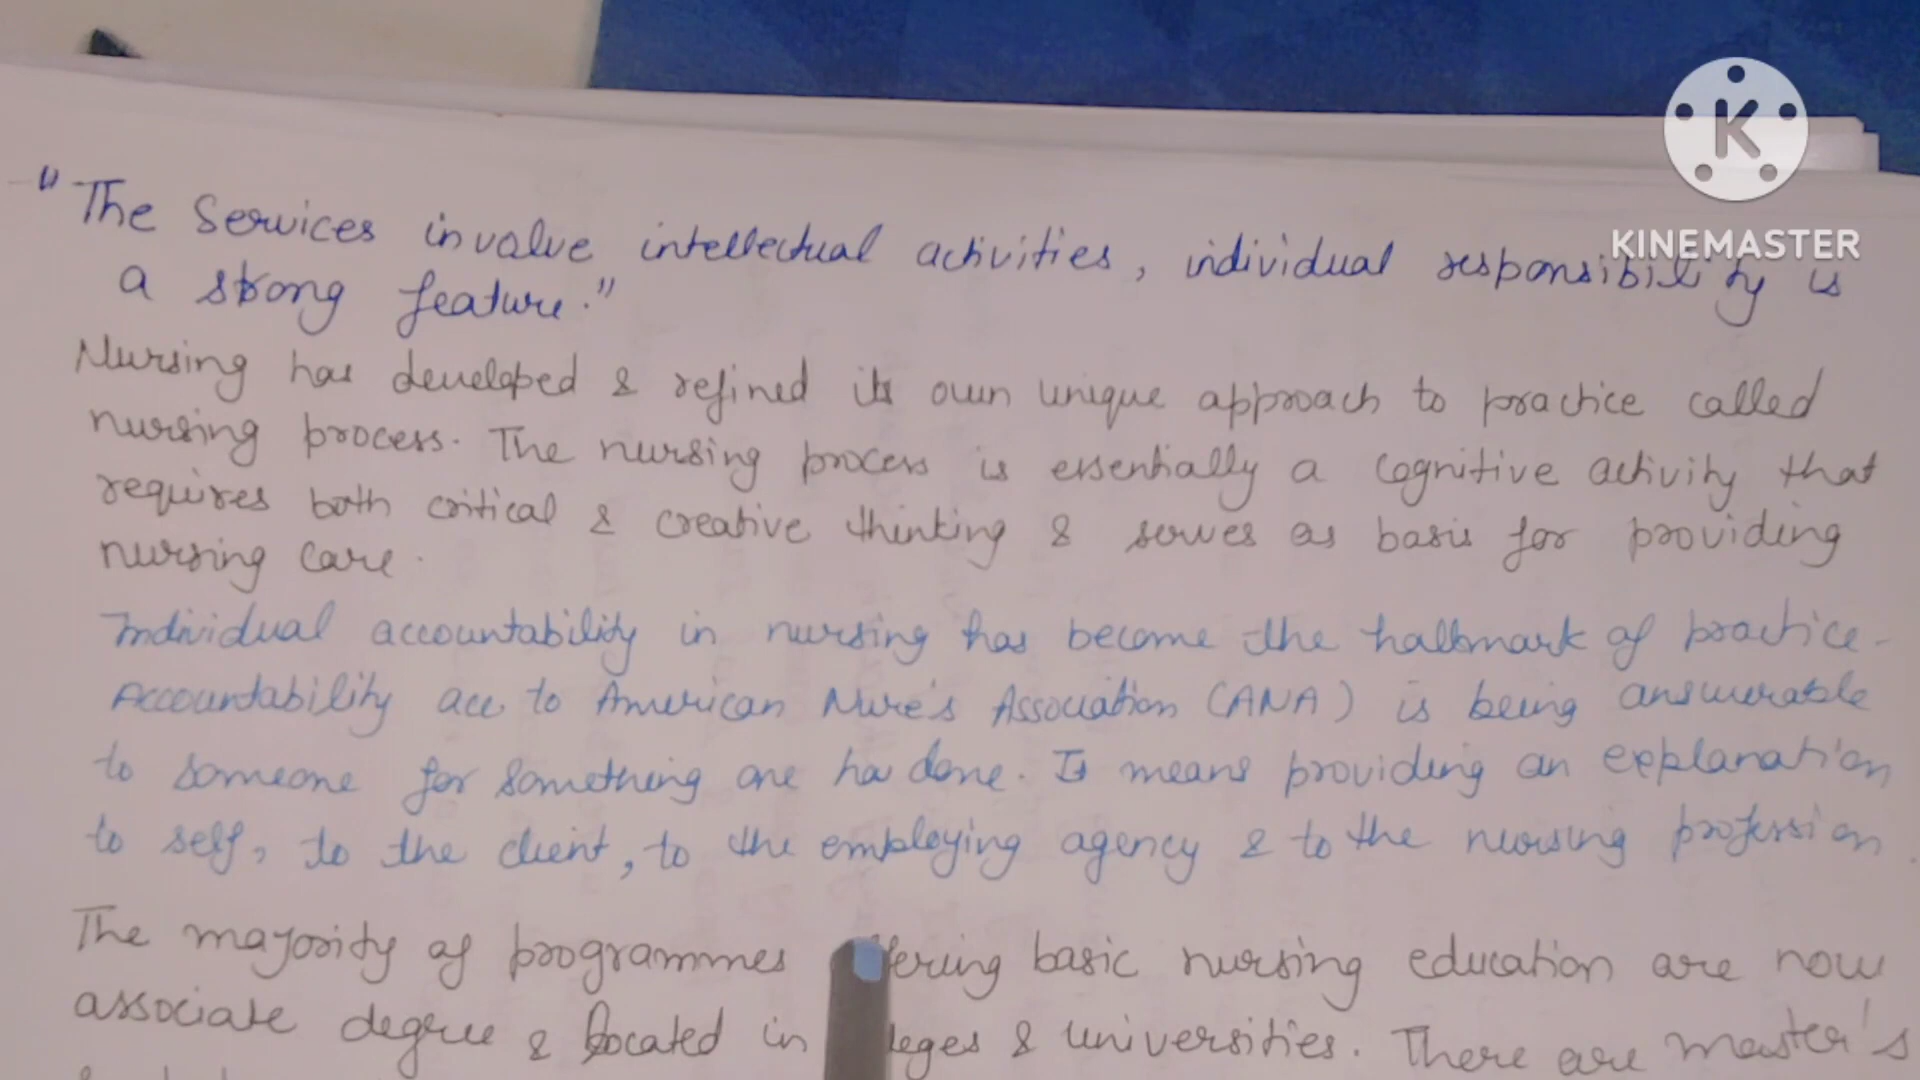 KINEMASTER
"The Services involve intellectual activities, individual responsibility is
a strong feature."
Nursing has developed & refined its own unique approach to practice called
nursing process. The nursing process is essentially a cognitive activity that
requires both critical & creative thinking & serves as basis for providing
nursing care.
Individual accountability in nursing has become the hallmark of practice.
Accountability acc to American Nurse's Association (ANA) is being answerable
to someone for something one has done. It means providing an explanation
to self, to the client, to the employing agency & to the nursing profession.
The majority of programmes offering basic nursing education are now
associate degree & located in leges & universities. There are master's